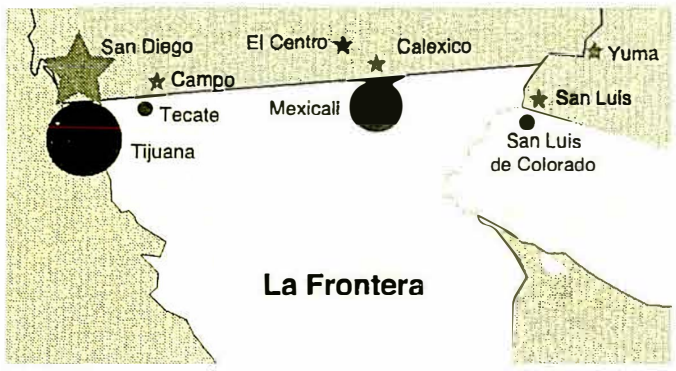 San Diego
El Centro
Calexico
Yuma
Campo
San Luis
Tecate
Mexicali
Tijuana
San Luis
de Colorado
La Frontera